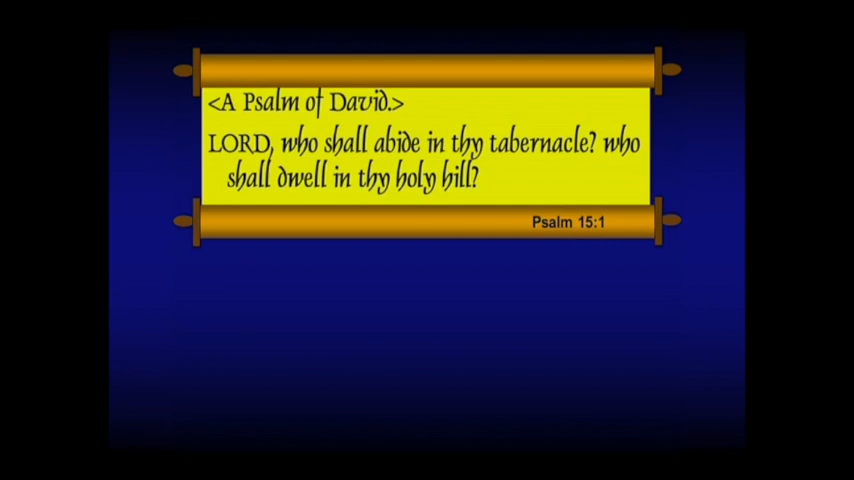 <A Psalm of David.>
LORD, who shall abide in thy tabernacle? who
shall dwell in thy holy hill?
Psalm 15:1